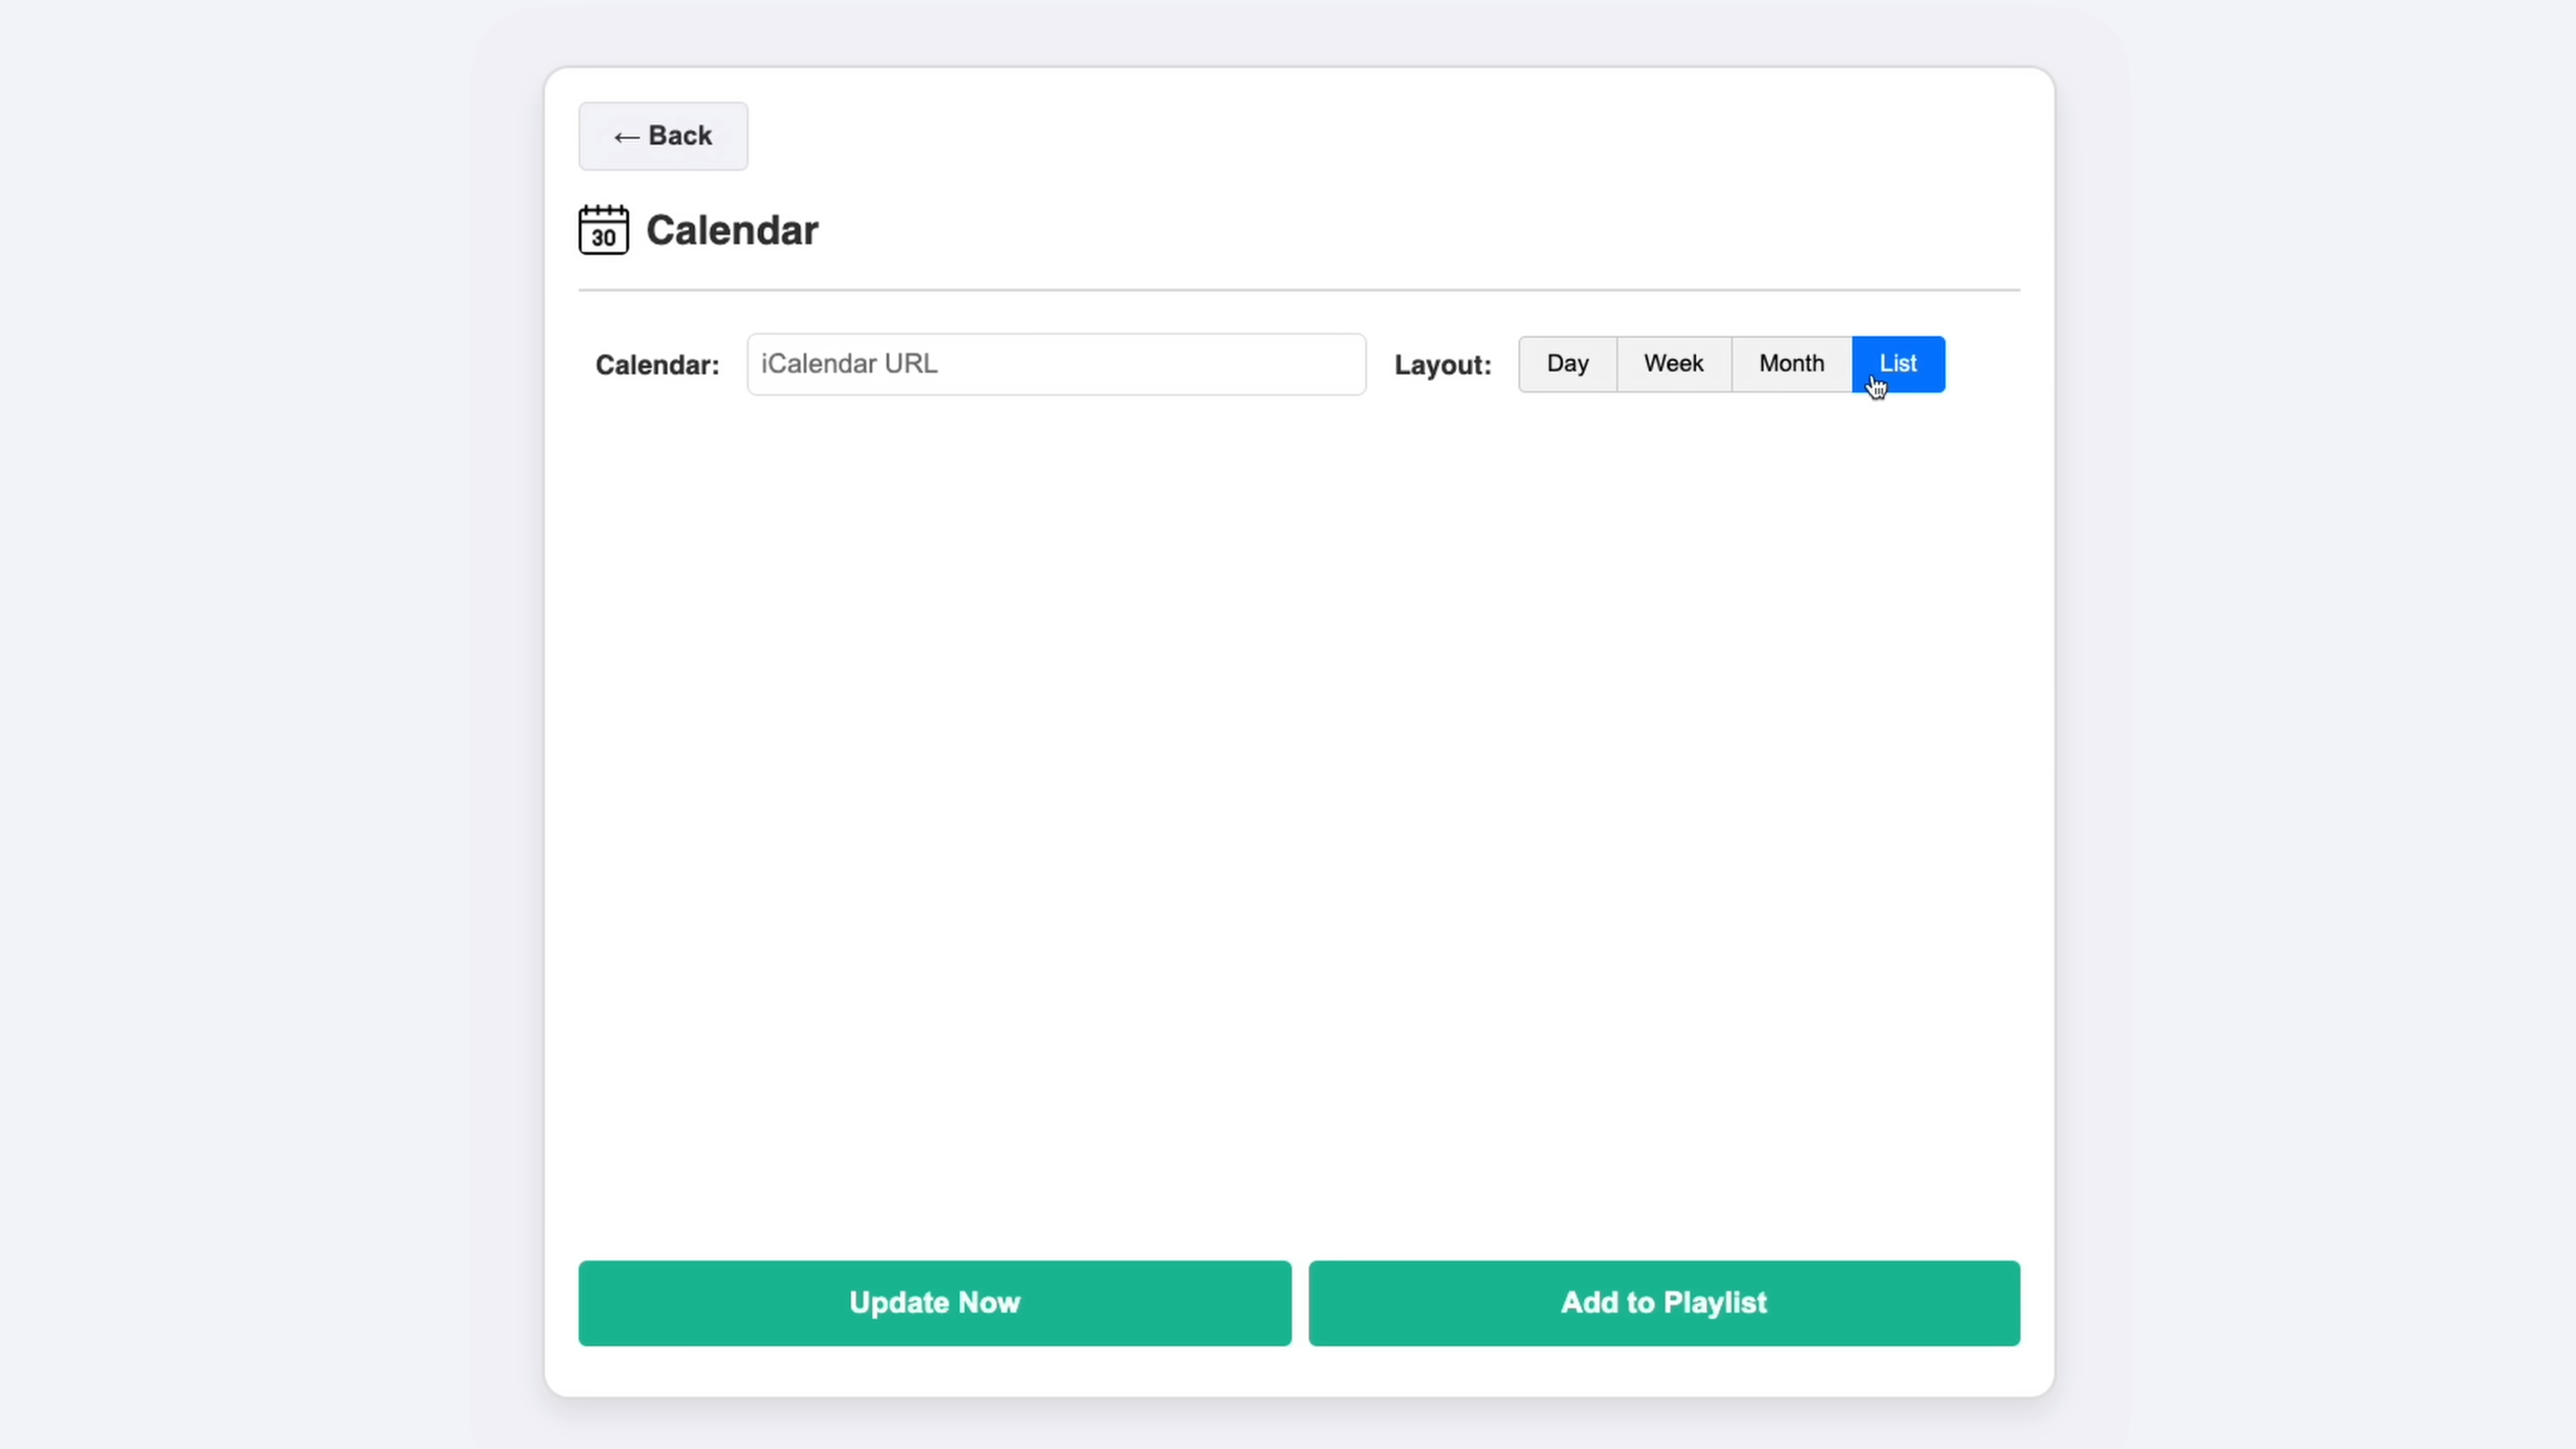 ← Back
30 Calendar
Calendar: iCalendar URL Layout: Day Week Month List
Update Now Add to Playlist